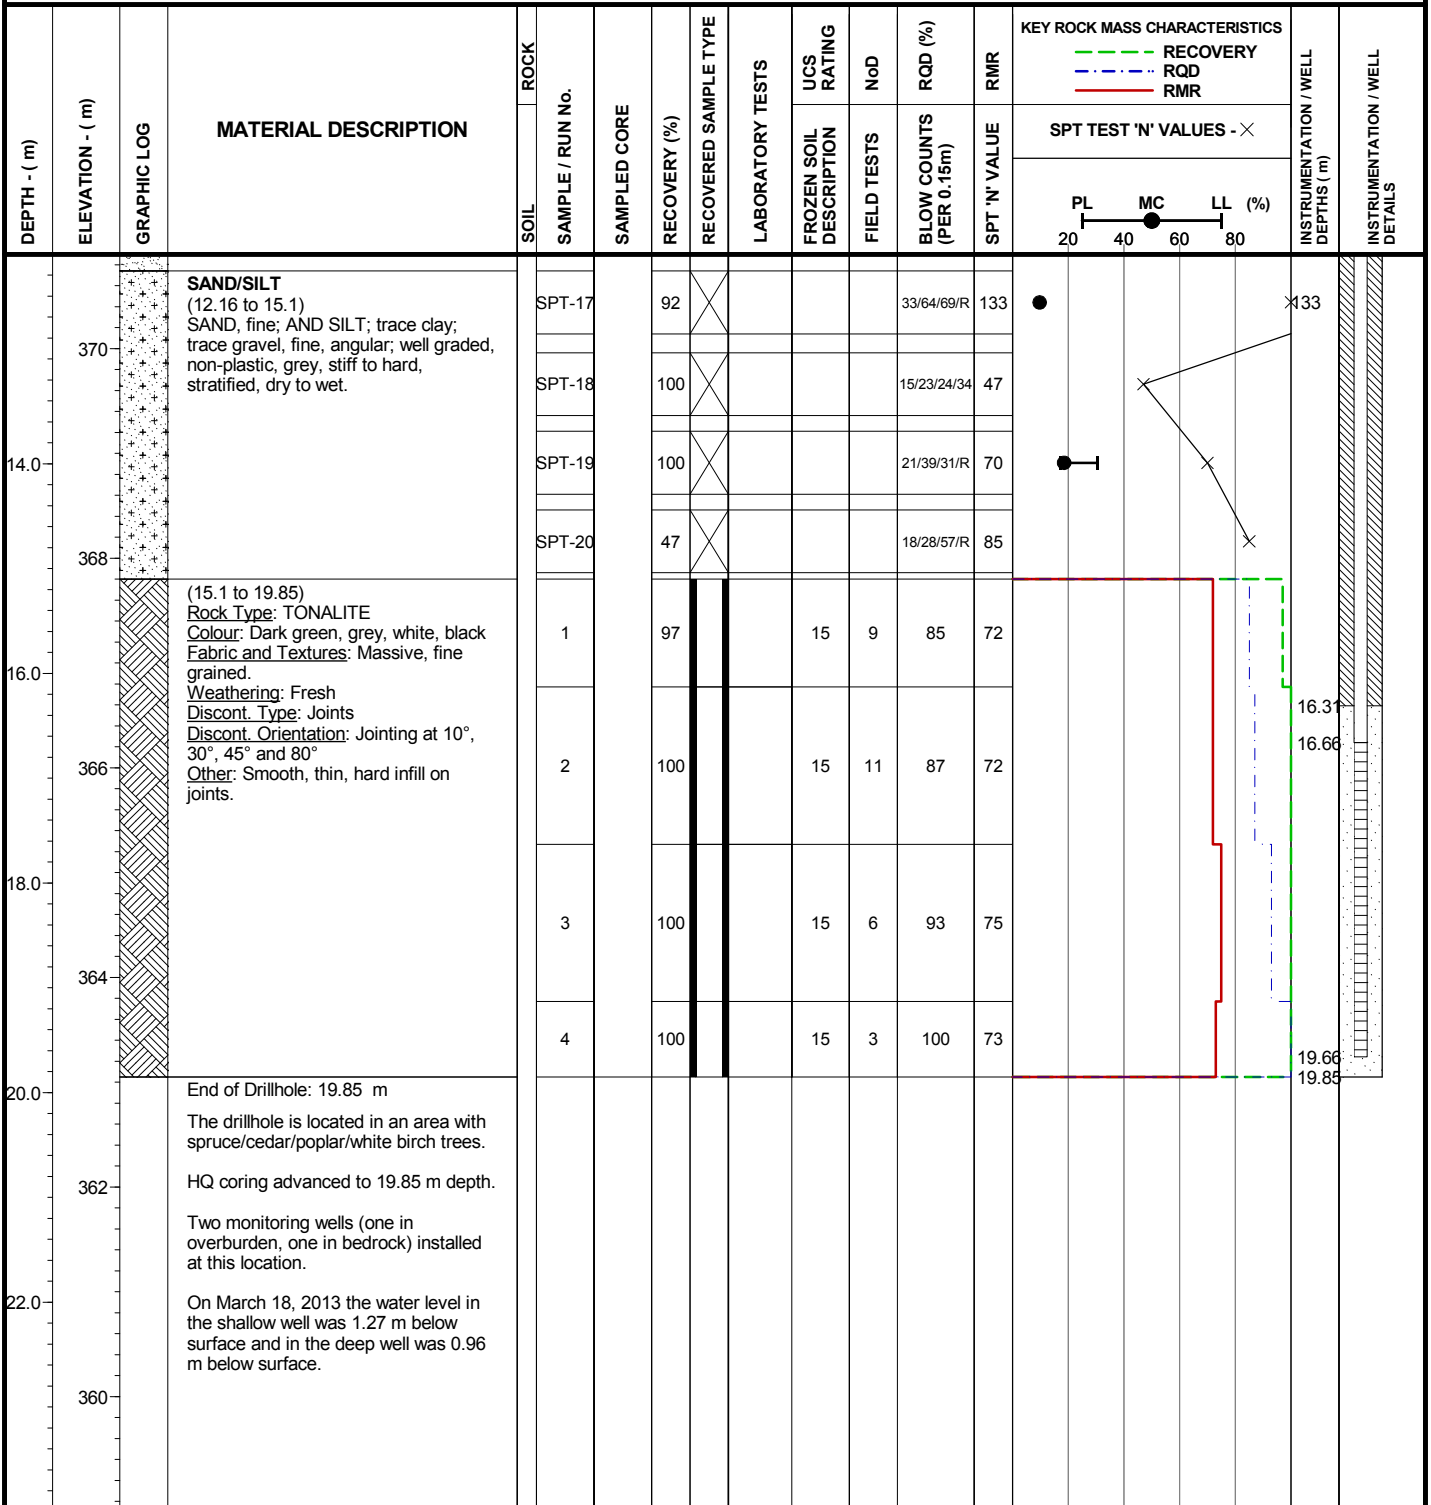 DEPTH - ( m)
ELEVATION - ( m)
GRAPHIC LOG
MATERIAL DESCRIPTION
SOIL
ROCK
SAMPLE / RUN No.
SAMPLED CORE
RECOVERY (%)
RECOVERED SAMPLE TYPE
LABORATORY TESTS
UCS RATING
FROZEN SOIL DESCRIPTION
NoD
FIELD TESTS
RQD (%)
BLOW COUNTS (PER 0.15m)
RMR
SPT 'N' VALUE
KEY ROCK MASS CHARACTERISTICS
RECOVERY
RQD
RMR
SPT TEST 'N' VALUES - ×
PL MC LL (%)
20 40 60 80
INSTRUMENTATION / WELL DEPTHS ( m)
INSTRUMENTATION / WELL DETAILS
SAND/SILT
(12.16 to 15.1)
SAND, fine; AND SILT; trace clay;
trace gravel, fine, angular; well graded,
non-plastic, grey, stiff to hard,
stratified, dry to wet.
SPT-17 92 33/64/69/R 133 133
370
SPT-18 100 15/23/24/34 47
14.0
SPT-19 100 21/39/31/R 70
SPT-20 47 18/28/57/R 85
368
(15.1 to 19.85)
Rock Type: TONALITE
Colour: Dark green, grey, white, black
Fabric and Textures: Massive, fine
grained.
Weathering: Fresh
Discont. Type: Joints
Discont. Orientation: Jointing at 10°,
30°, 45° and 80°
Other: Smooth, thin, hard infill on
joints.
1 97 15 9 85 72
16.0
16.31
16.66
366
2 100 15 11 87 72
18.0
3 100 15 6 93 75
364
4 100 15 3 100 73
19.66
19.85
20.0
End of Drillhole: 19.85 m
The drillhole is located in an area with
spruce/cedar/poplar/white birch trees.
362
HQ coring advanced to 19.85 m depth.
Two monitoring wells (one in
overburden, one in bedrock) installed
at this location.
22.0
On March 18, 2013 the water level in
the shallow well was 1.27 m below
surface and in the deep well was 0.96
m below surface.
360